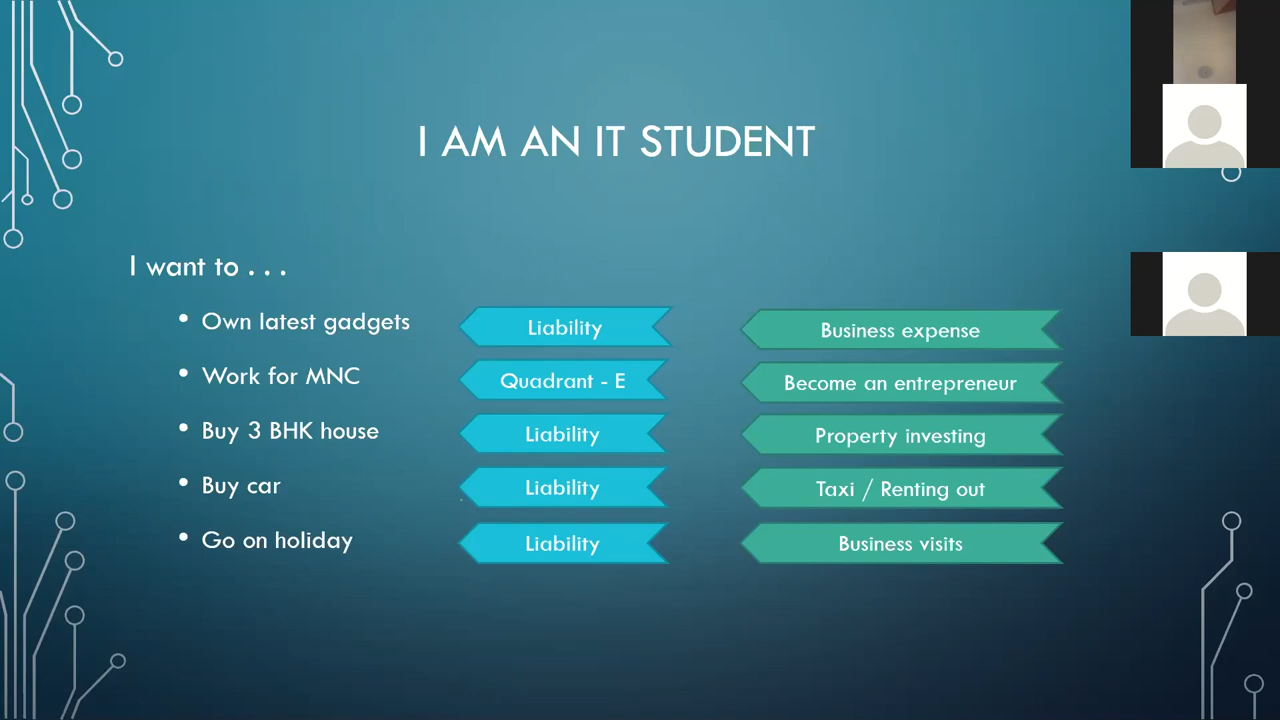 I AM AN IT STUDENT
I want to . . .
• Own latest gadgets Liability Business expense
• Work for MNC Quadrant - E Become an entrepreneur
• Buy 3 BHK house Liability Property investing
• Buy car Liability Taxi / Renting out
• Go on holiday Liability Business visits